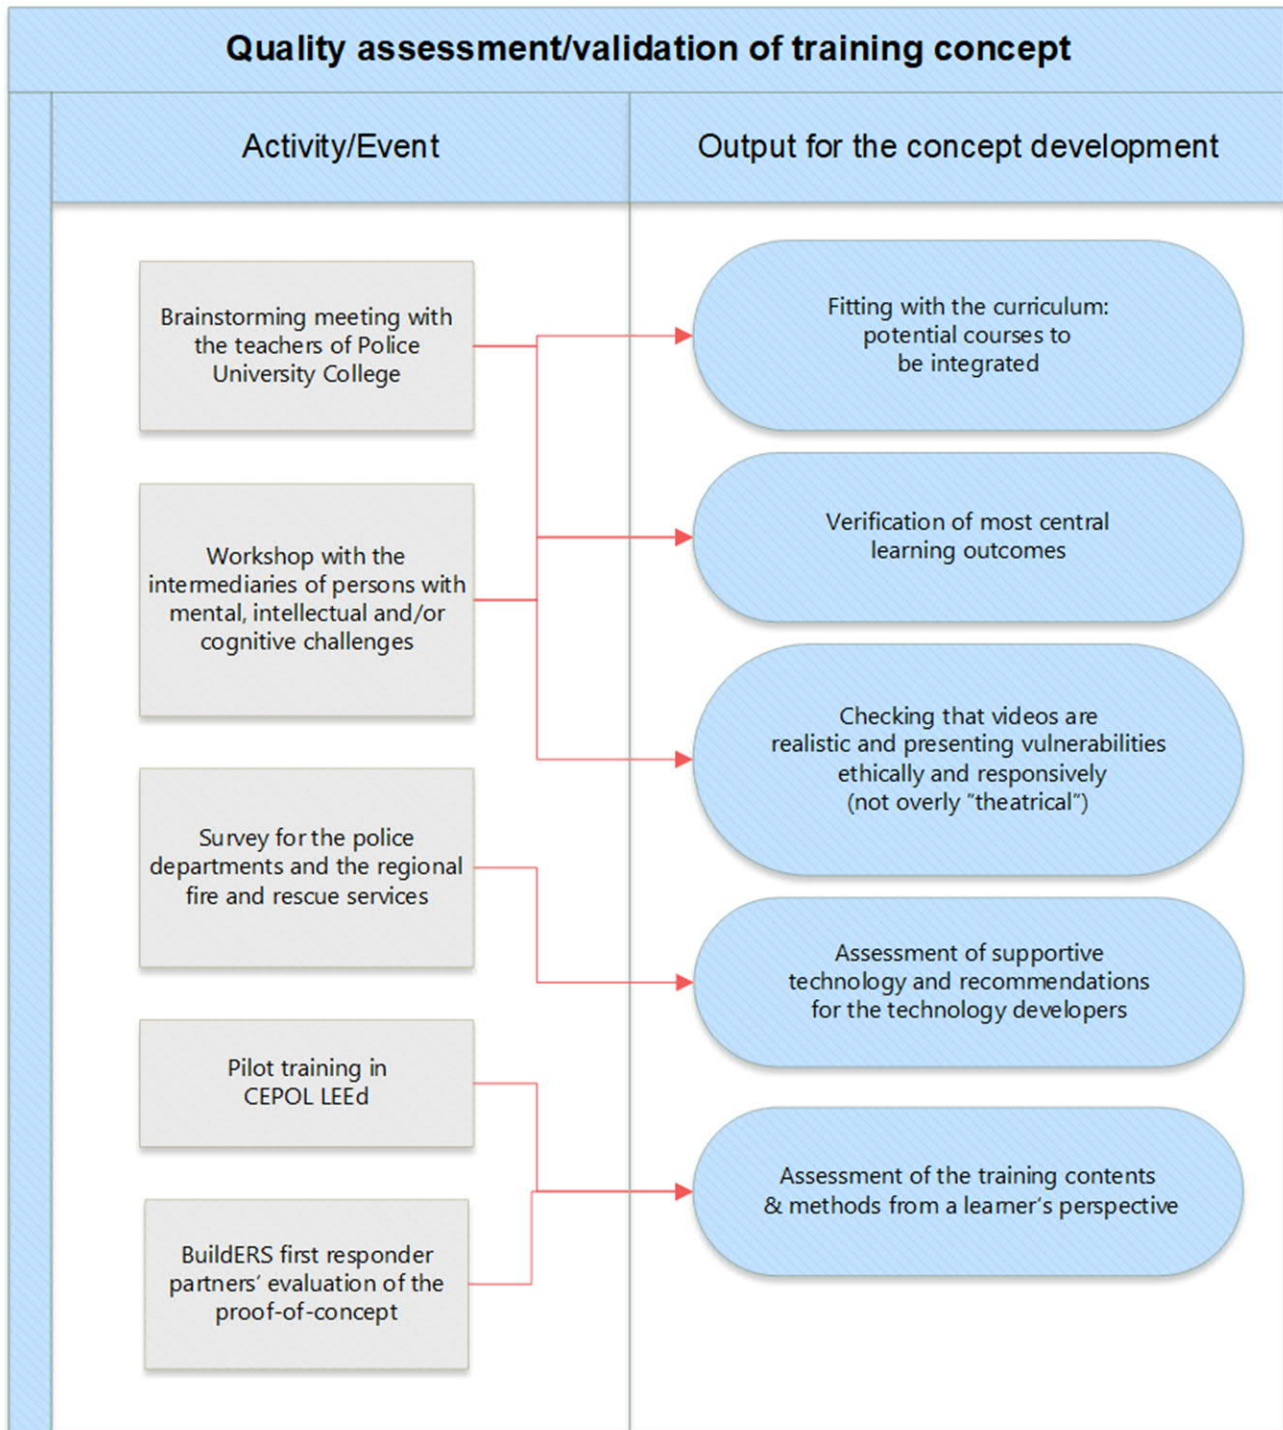 Quality assessment/validation of training concept
Activity/Event
Output for the concept development
Brainstorming meeting with
the teachers of Police
University College
Fitting with the curriculum:
potential courses to
be integrated
Workshop with the
intermediaries of persons with
mental, intellectual and/or
cognitive challenges
Verification of most central
learning outcomes
Checking that videos are
realistic and presenting vulnerabilities
ethically and responsively
(not overly “theatrical”)
Survey for the police
departments and the regional
fire and rescue services
Assessment of supportive
technology and recommendations
for the technology developers
Pilot training in
CEPOL LEEd
Assessment of the training contents
& methods from a learner’s perspective
BuildERS first responder
partners’ evaluation of the
proof-of-concept